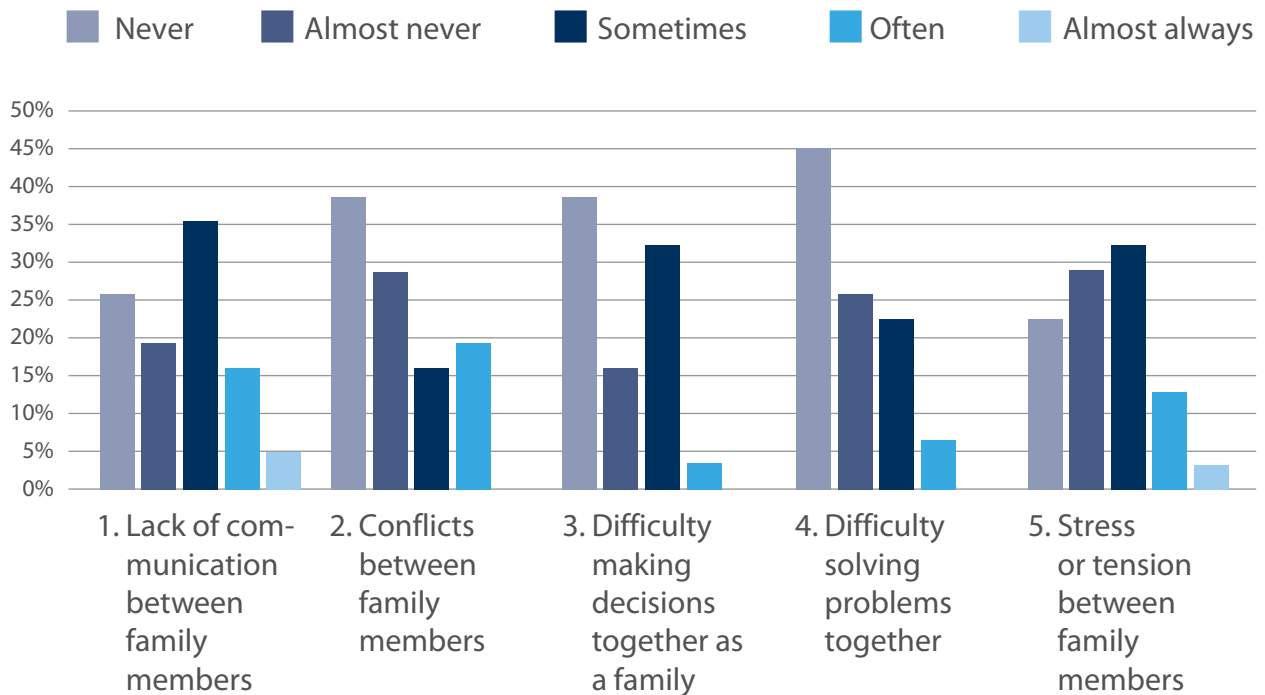 Never Almost never Sometimes Often Almost always
50%
45%
40%
35%
30%
25%
20%
15%
10%
5%
0%
1. Lack of com-
munication
between
family
members
2. Conflicts
between
family
members
3. Difficulty
making
decisions
together as
a family
4. Difficulty
solving
problems
together
5. Stress
or tension
between
family
members